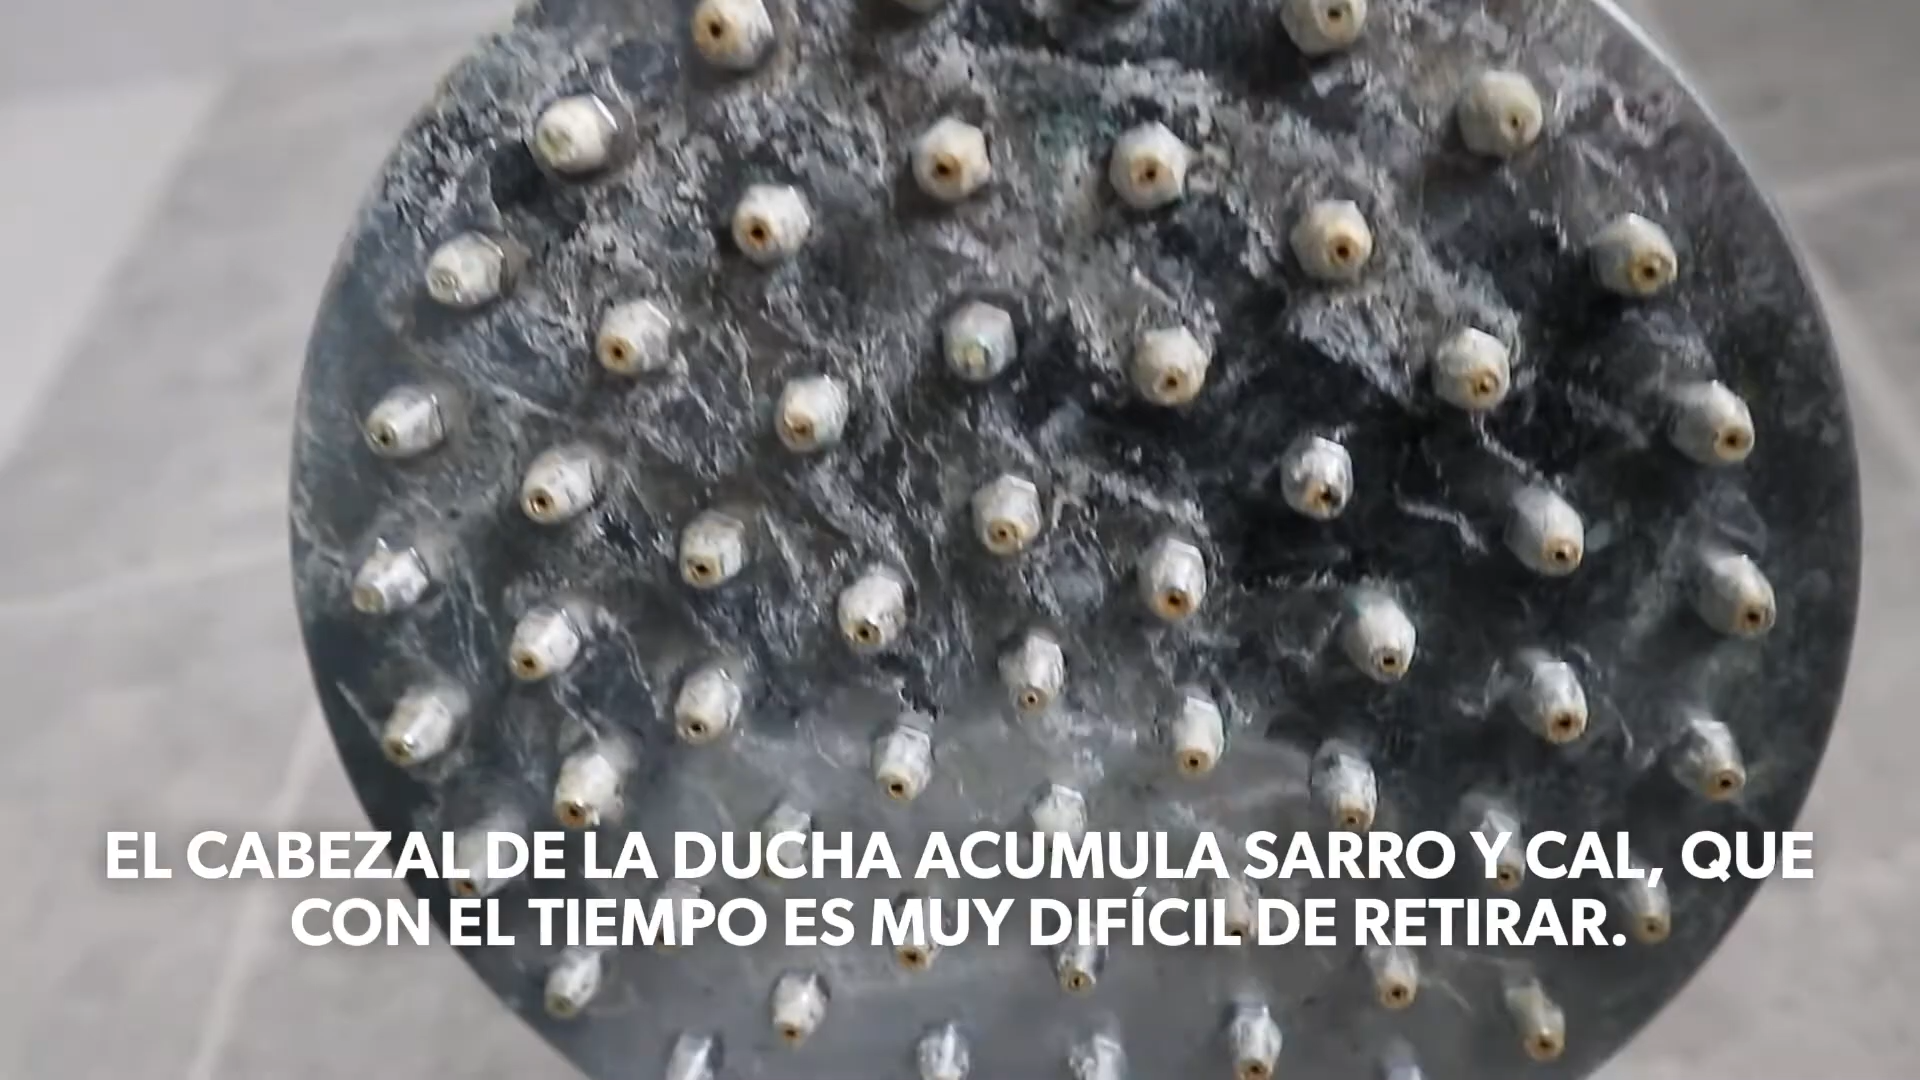 EL CABEZAL DE LA DUCHA ACUMULA SARRO Y CAL, QUE
CON EL TIEMPO ES MUY DIFÍCIL DE RETIRAR.